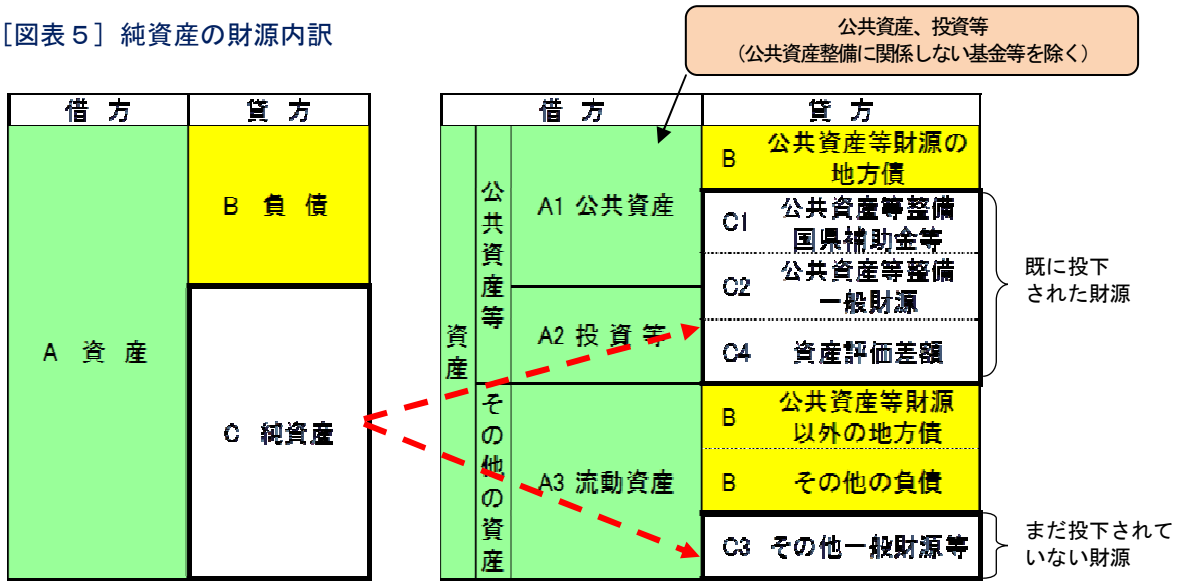 [図表５] 純資産の財源内訳
公共資産、投資等
（公共資産整備に関係しない基金等を除く）
借 方
貸 方
A 資 産
B 負 債
C 純資産
借 方
貸 方
資産
公共資産等
その他の資産
A1 公共資産
A2 投 資 等
A3 流動資産
B 公共資産等財源の
地方債
C1 公共資産等整備
国県補助金等
C2 公共資産等整備
一般財源
C4 資産評価差額
B 公共資産等財源
以外の地方債
B その他の負債
C3 その他一般財源等
既に投下
された財源
まだ投下されて
いない財源